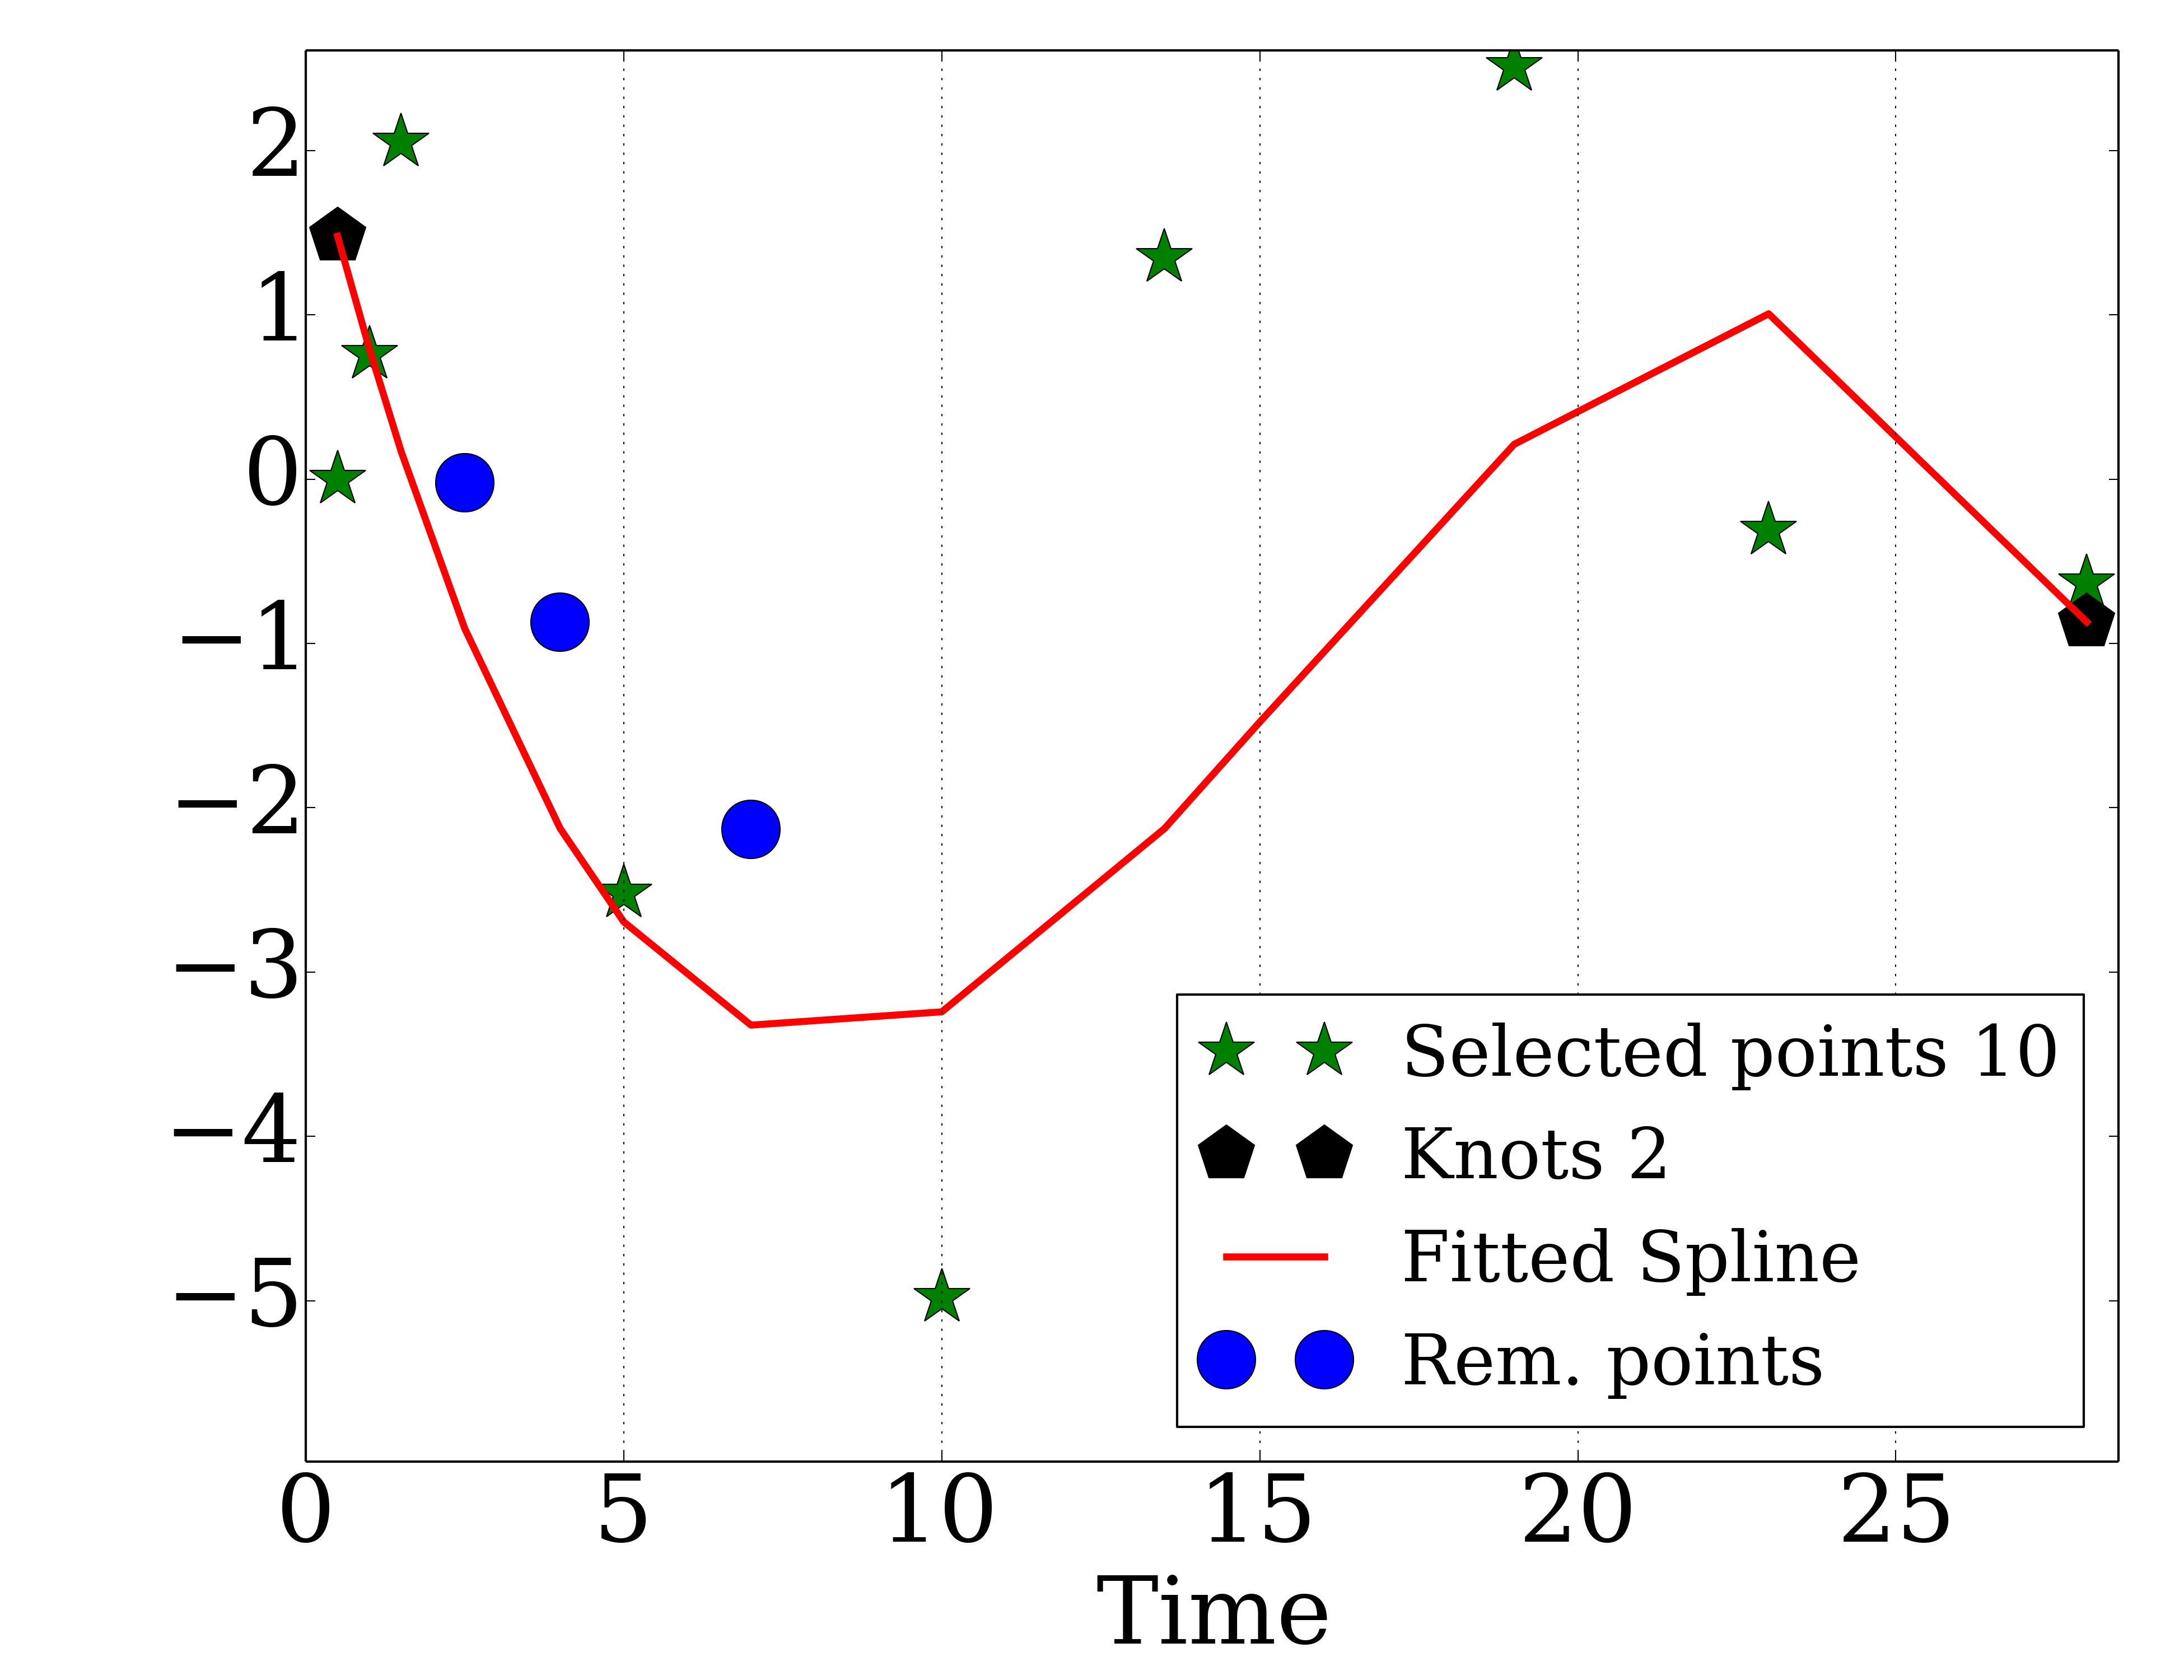 2
1
0
−1
−2
−3
−4
−5
Selected points 10
Knots 2
Fitted Spline
Rem. points
0 5 10 15 20 25
Time